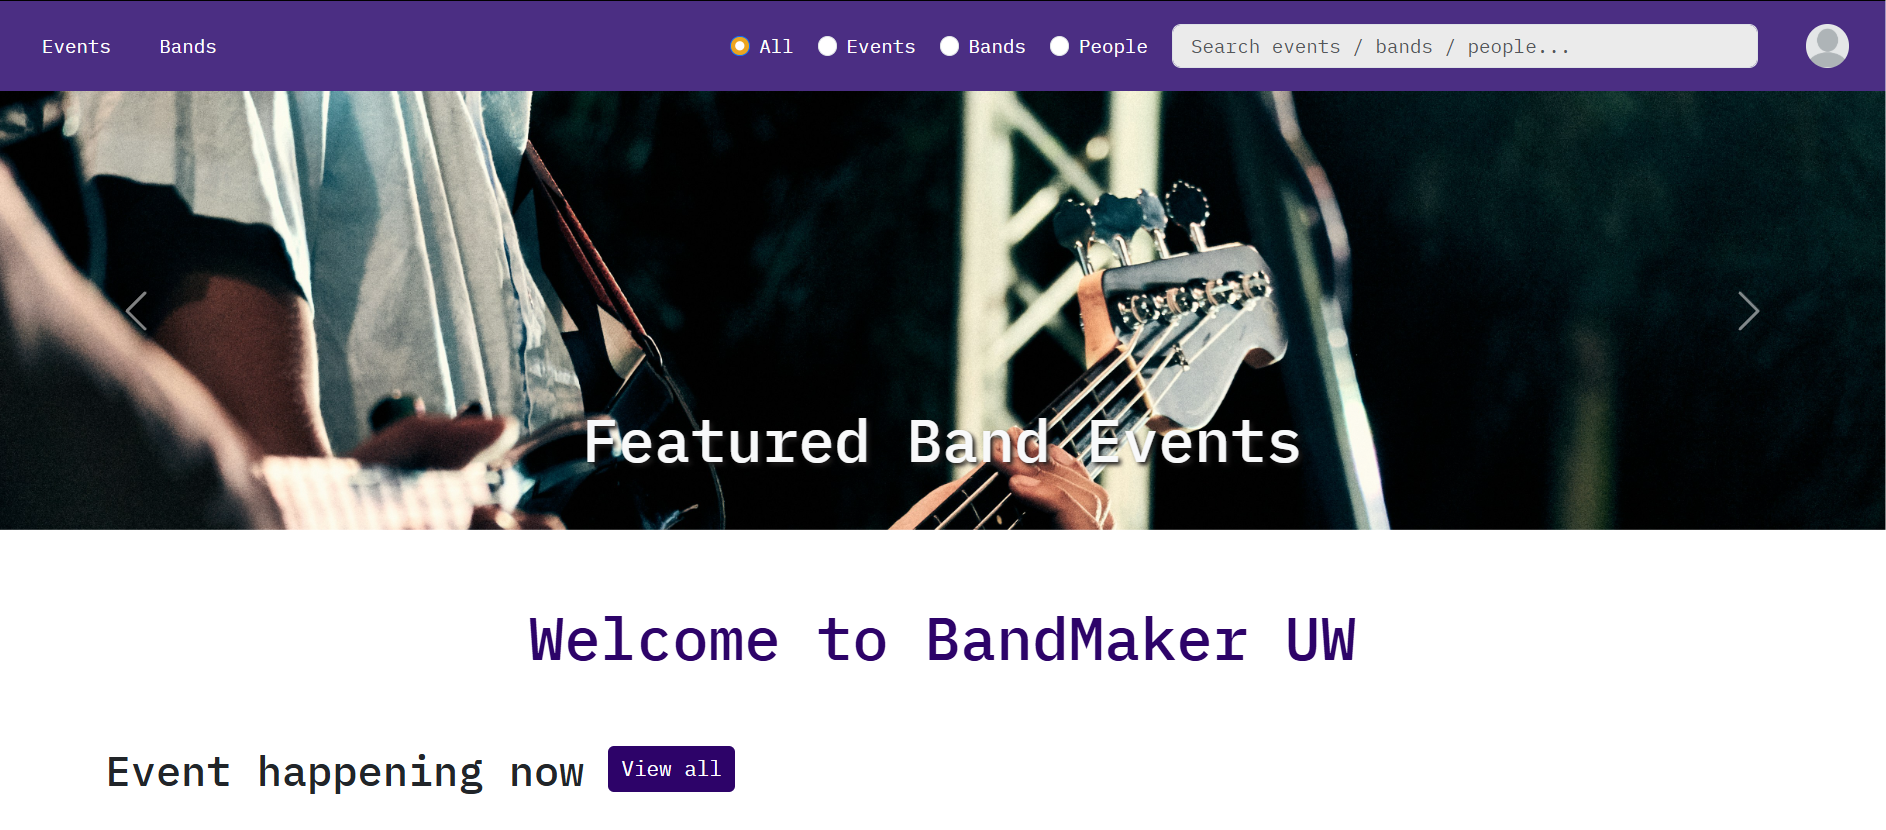 Events Bands All Events Bands People Search events / bands / people...
Featured Band Events
Welcome to BandMaker UW
Event happening now View all